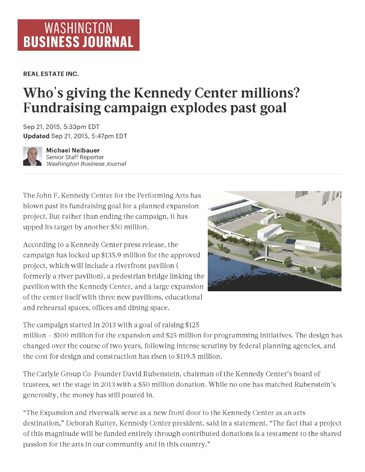 WASHINGTON
BUSINESS JOURNAL
REAL ESTATE INC.
Who's giving the Kennedy Center millions?
Fundraising campaign explodes past goal
Sep 21, 2015, 5:33pm EDT
Updated Sep 21, 2015, 5:47pm EDT
Michael Neibauer
Senior Staff Reporter
Washington Business Journal
The John F. Kennedy Center for the Performing Arts has
blown past its fundraising goal for a planned expansion
project. But rather than ending the campaign, it has
upped its target by another $50 million.
According to a Kennedy Center press release, the
campaign has locked up $135.9 million for the approved
project, which will include a riverfront pavilion (
formerly a river pavilion), a pedestrian bridge linking the
pavilion with the Kennedy Center, and a large expansion
of the center itself with three new pavilions, educational
and rehearsal spaces, offices and dining space.
The campaign started in 2013 with a goal of raising $125
million — $100 million for the expansion and $25 million for programming initiatives. The design has
changed over the course of two years, following intense scrutiny by federal planning agencies, and
the cost for design and construction has risen to $119.5 million.
The Carlyle Group Co-Founder David Rubenstein, chairman of the Kennedy Center's board of
trustees, set the stage in 2013 with a $50 million donation. While no one has matched Rubenstein's
generosity, the money has still poured in.
"The Expansion and riverwalk serve as a new front door to the Kennedy Center as an arts
destination," Deborah Rutter, Kennedy Center president, said in a statement. "The fact that a project
of this magnitude will be funded entirely through contributed donations is a testament to the shared
passion for the arts in our community and in this country."